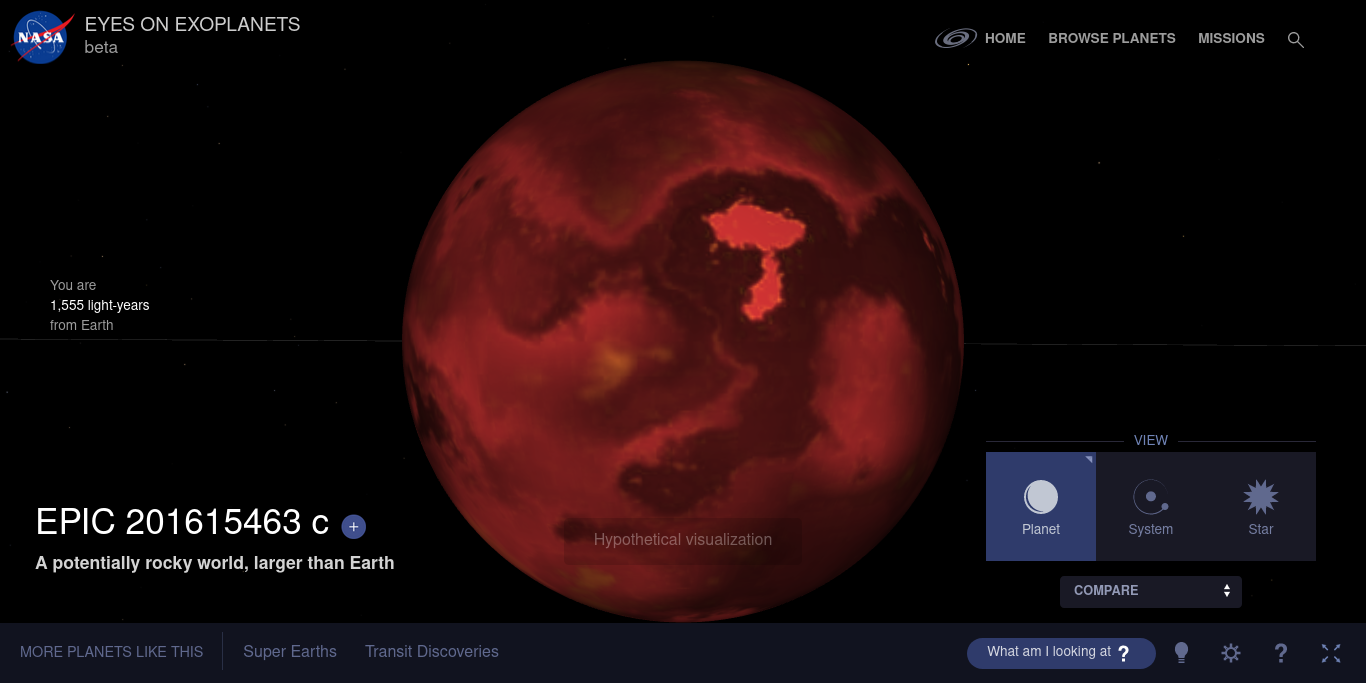 NASA
EYES ON EXOPLANETS
beta
HOME
BROWSE PLANETS
MISSIONS
You are
1,555 light-years
from Earth
EPIC 201615463 c
+
A potentially rocky world, larger than Earth
Hypothetical visualization
VIEW
Planet
System
Star
COMPARE
MORE PLANETS LIKE THIS
Super Earths
Transit Discoveries
What am I looking at ?
?